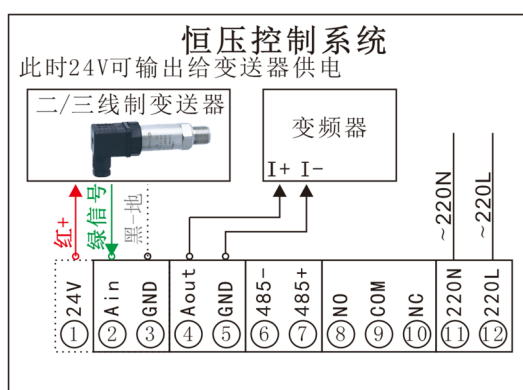 恒压控制系统
此时24V可输出给变送器供电
二/三线制变送器
变频器
I+ I-
红+
绿信号
黑-地
~220N
~220L
24V
Ain
GND
Aout
GND
485-
485+
NO
COM
NC
220N
220L
① ② ③ ④ ⑤ ⑥ ⑦ ⑧ ⑨ ⑩ ⑪ ⑫